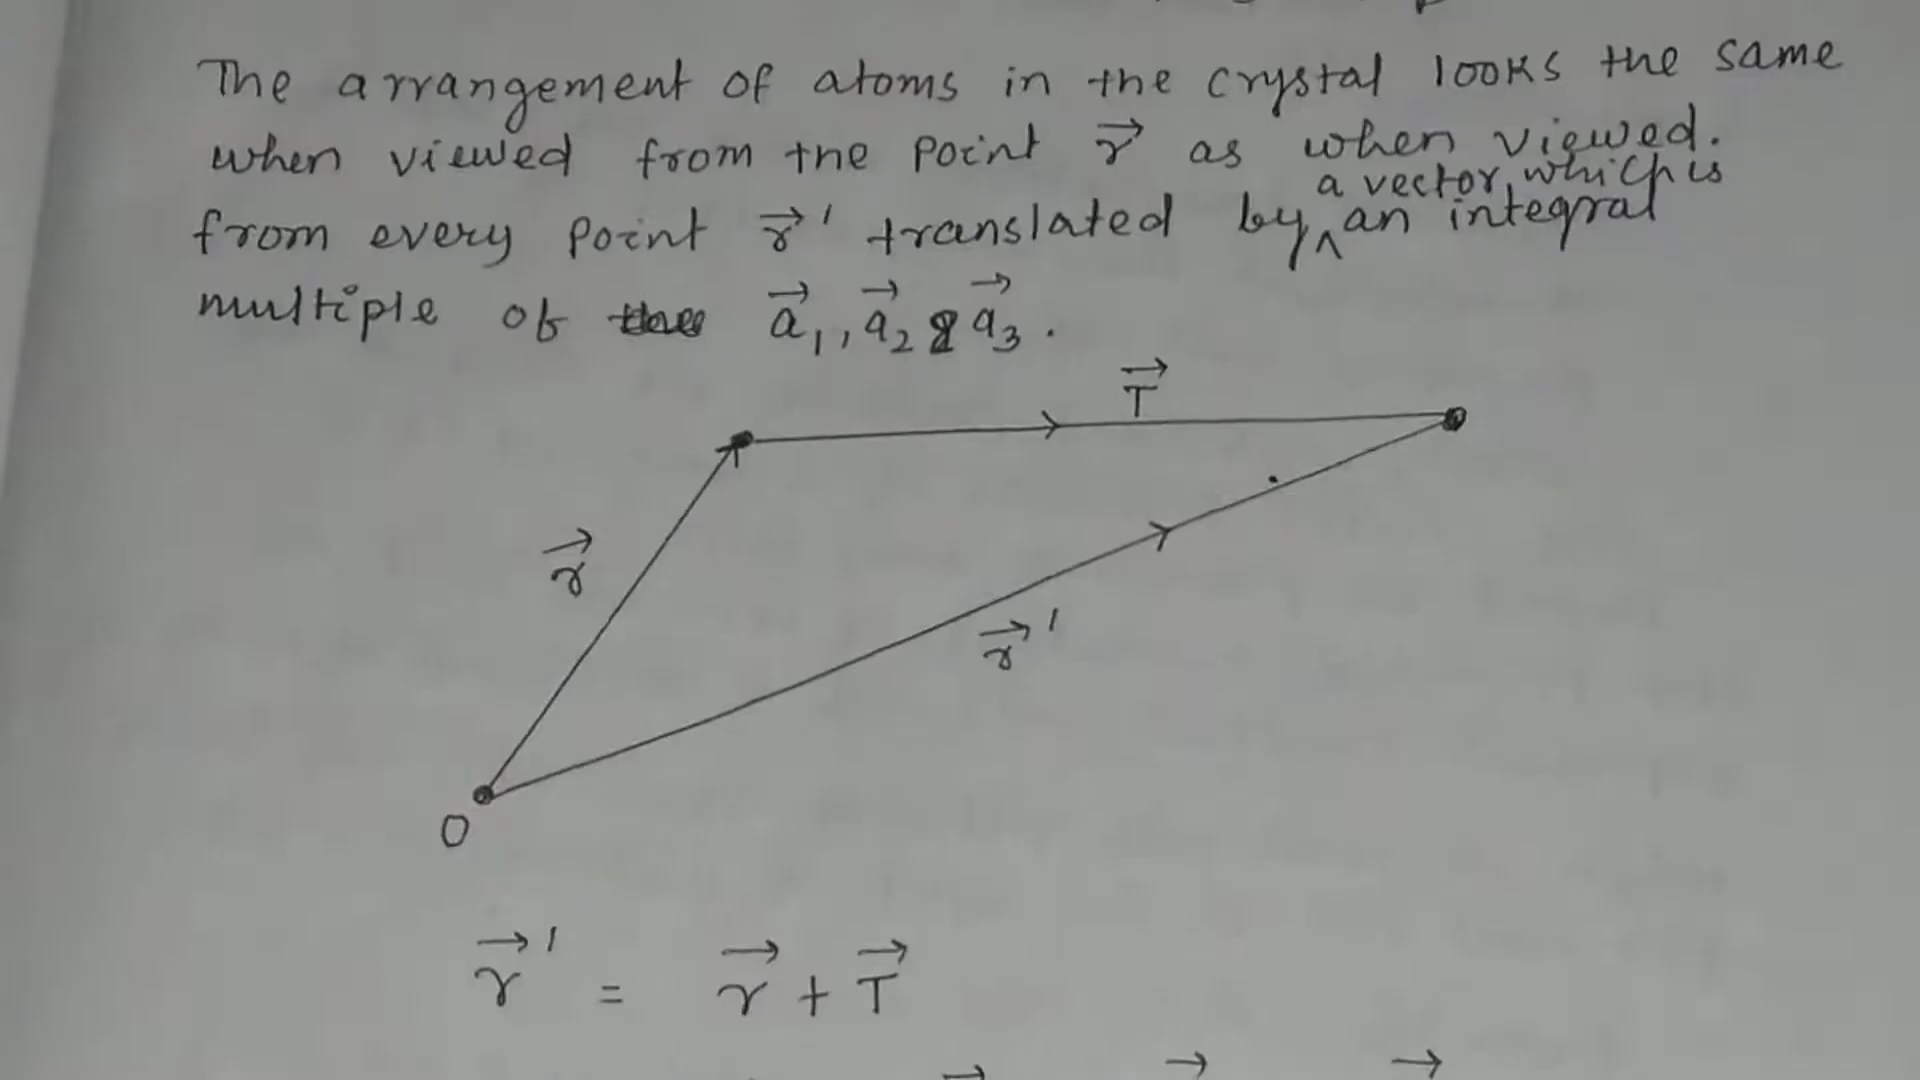 The arrangement of atoms in the crystal looks the same
when viewed from the point r⃗ as when viewed.
a vector, which is
from every point r⃗' translated by ^ an integral
multiple of a⃗₁, a⃗₂ & a⃗₃.
T⃗
r⃗
r⃗'
O
r⃗' = r⃗ + T⃗